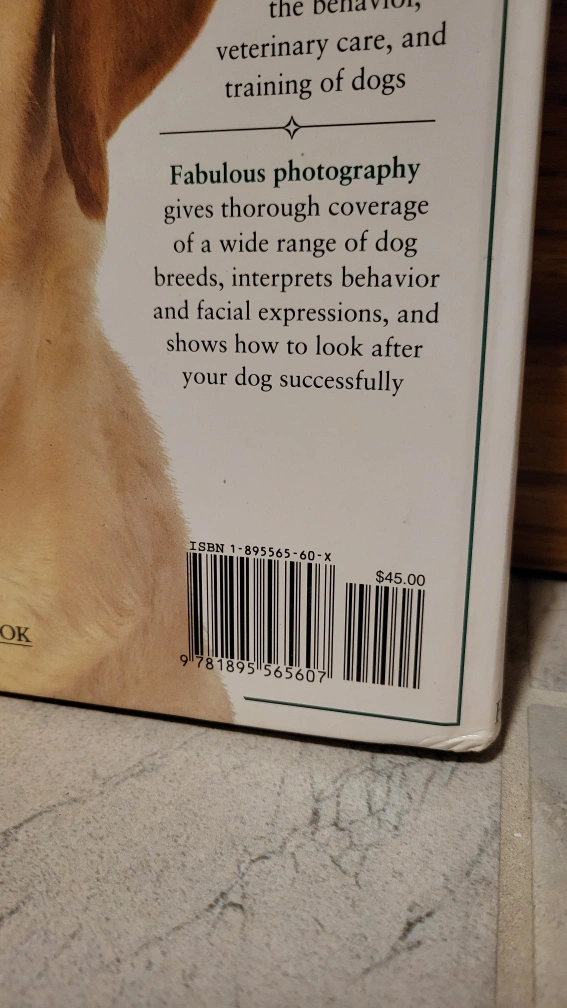 the behavior,
veterinary care, and
training of dogs
Fabulous photography
gives thorough coverage
of a wide range of dog
breeds, interprets behavior
and facial expressions, and
shows how to look after
your dog successfully
ISBN 1-895565-60-X
$45.00
9 781895 565607
OK